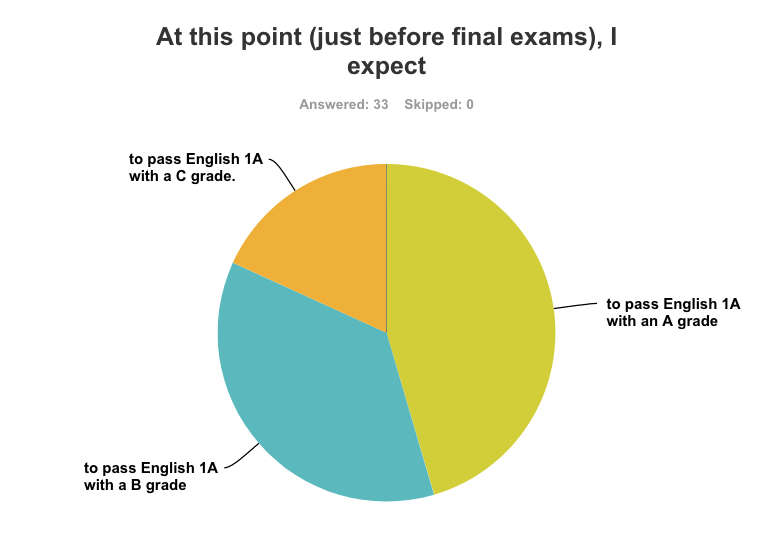 At this point (just before final exams), I
expect
Answered: 33 Skipped: 0
to pass English 1A
with a C grade.
to pass English 1A
with an A grade
to pass English 1A
with a B grade